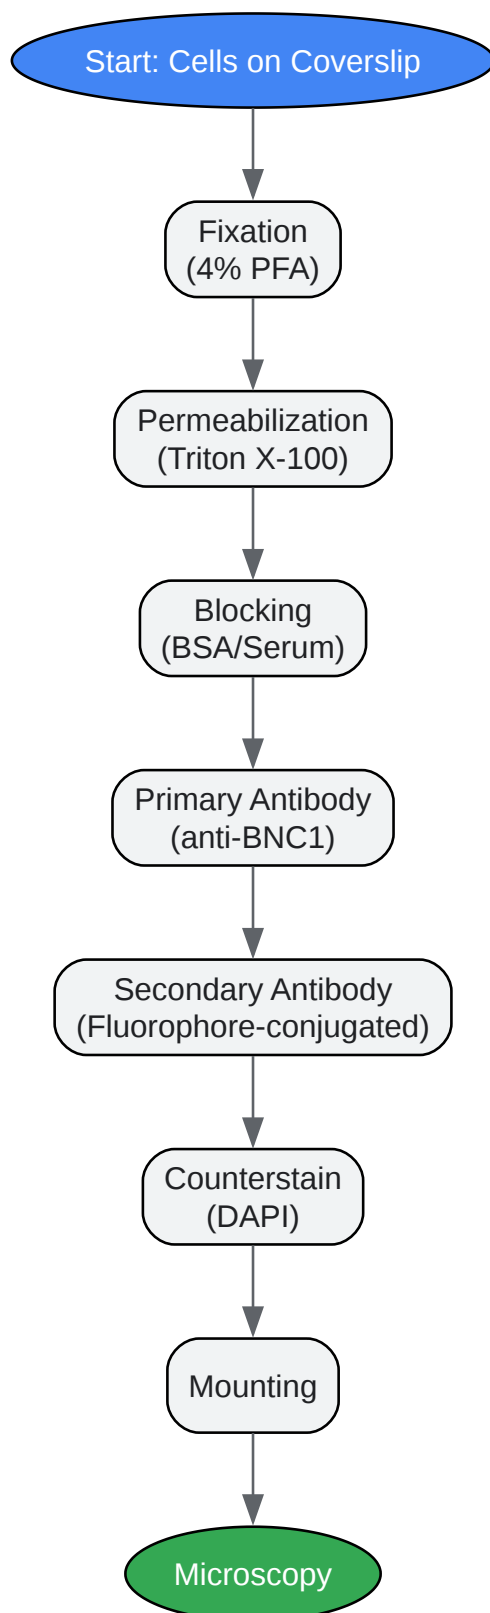 Start: Cells on Coverslip
Fixation
(4% PFA)
Permeabilization
(Triton X-100)
Blocking
(BSA/Serum)
Primary Antibody
(anti-BNC1)
Secondary Antibody
(Fluorophore-conjugated)
Counterstain
(DAPI)
Mounting
Microscopy